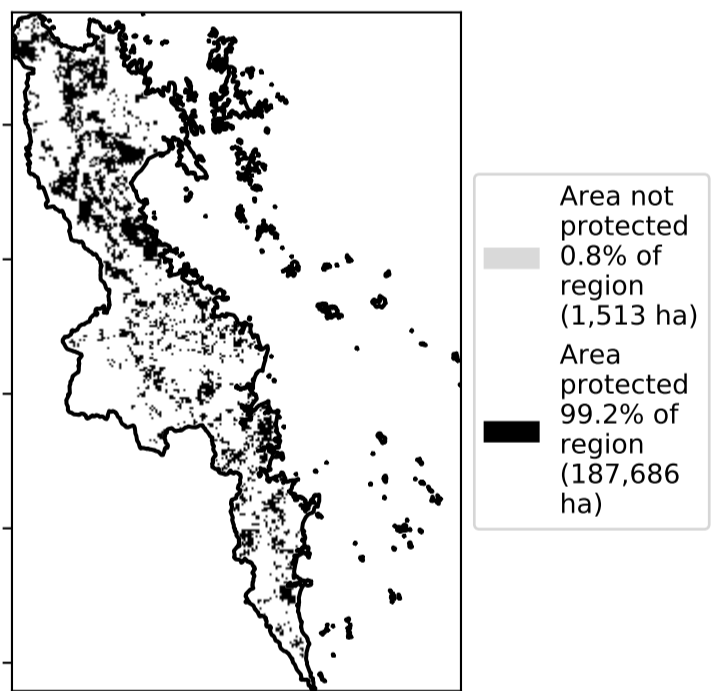 Area not
protected
0.8% of
region
(1,513 ha)
Area
protected
99.2% of
region
(187,686
ha)